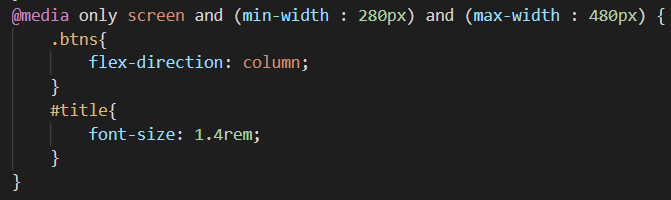 @media only screen and (min-width : 280px) and (max-width : 480px) {
.btns{
flex-direction: column;
}
#title{
font-size: 1.4rem;
}
}